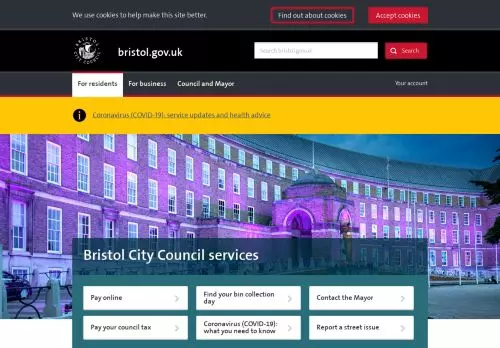 We use cookies to help make this site better.
Find out about cookies
Accept cookies
BRISTOL
CITY COUNCIL
bristol.gov.uk
Search bristol.gov.uk
Search
For residents
For business
Council and Mayor
Your account
Coronavirus (COVID-19): service updates and health advice
Bristol City Council services
Pay online
Find your bin collection
day
Contact the Mayor
Pay your council tax
Coronavirus (COVID-19):
what you need to know
Report a street issue